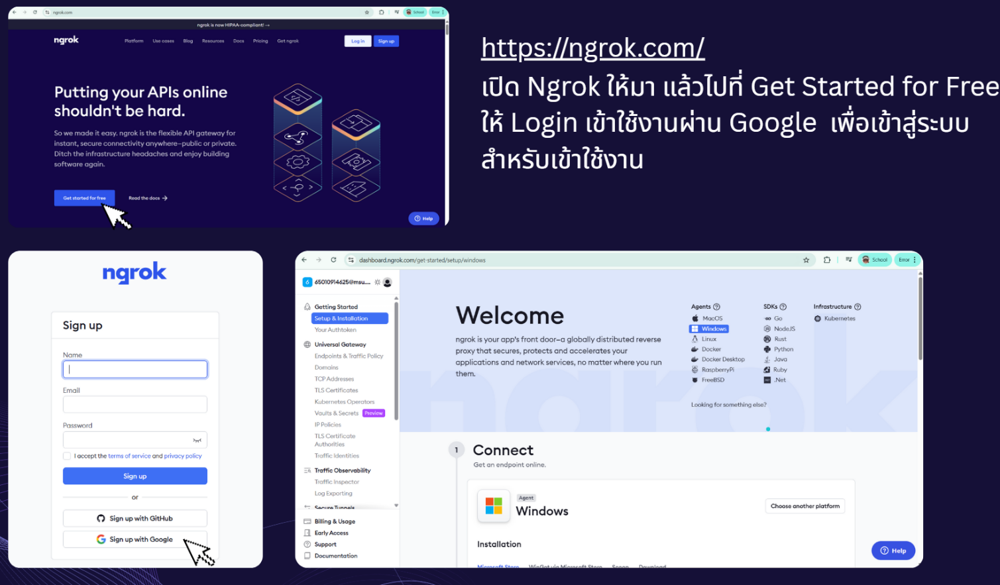 ngrok.com
School
Error
ngrok is now HIPAA-compliant! →
ngrok
Platform Use cases Blog Resources Docs Pricing Get ngrok
Log in
Sign up
Putting your APIs online
shouldn't be hard.
So we made it easy. ngrok is the flexible API gateway for
instant, secure connectivity anywhere—public or private.
Ditch the infrastructure headaches and enjoy building
software again.
Get started for free
Read the docs →
Help
https://ngrok.com/
เปิด Ngrok ให้มา แล้วไปที่ Get Started for Free
ให้ Login เข้าใช้งานผ่าน Google เพื่อเข้าสู่ระบบ
สำหรับเข้าใช้งาน
ngrok
Sign up
Name
Email
Password
I accept the terms of service and privacy policy
Sign up
or
Sign up with GitHub
Sign up with Google
dashboard.ngrok.com/get-started/setup/windows
School
Error
6 65010914625@msu....
Getting Started
Setup & Installation
Your Authtoken
Universal Gateway
Endpoints & Traffic Policy
Domains
TCP Addresses
TLS Certificates
Kubernetes Operators
Vaults & Secrets Preview
IP Policies
TLS Certificate
Authorities
Traffic Identities
Traffic Observability
Traffic Inspector
Log Exporting
Secure Tunnels
Billing & Usage
Early Access
Support
Documentation
Welcome
ngrok is your app's front door—a globally distributed reverse
proxy that secures, protects and accelerates your
applications and network services, no matter where you run
them.
Agents
MacOS
Windows
Linux
Docker
Docker Desktop
RaspberryPi
FreeBSD
SDKs
Go
NodeJS
Rust
Python
Java
Ruby
.Net
Infrastructure
Kubernetes
Looking for something else?
ngrok
1 Connect
Get an endpoint online.
Agent
Windows
Choose another platform
Installation
Microsoft Store WinGet via Microsoft Store Scoop Download
Help